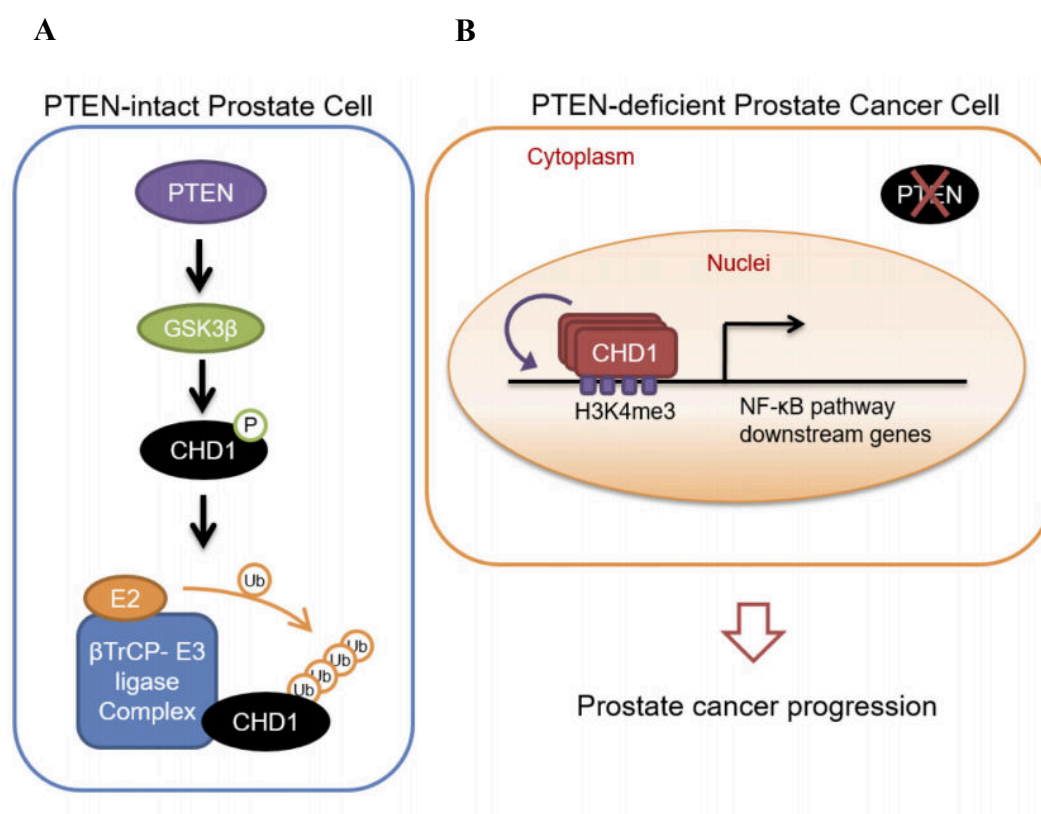 A
B
PTEN-intact Prostate Cell
PTEN
GSK3β
P
CHD1
E2
Ub
βTrCP- E3
ligase
Complex
Ub
Ub
Ub
Ub
CHD1
PTEN-deficient Prostate Cancer Cell
Cytoplasm
PTEN
Nuclei
CHD1
H3K4me3
NF-κB pathway
downstream genes
Prostate cancer progression